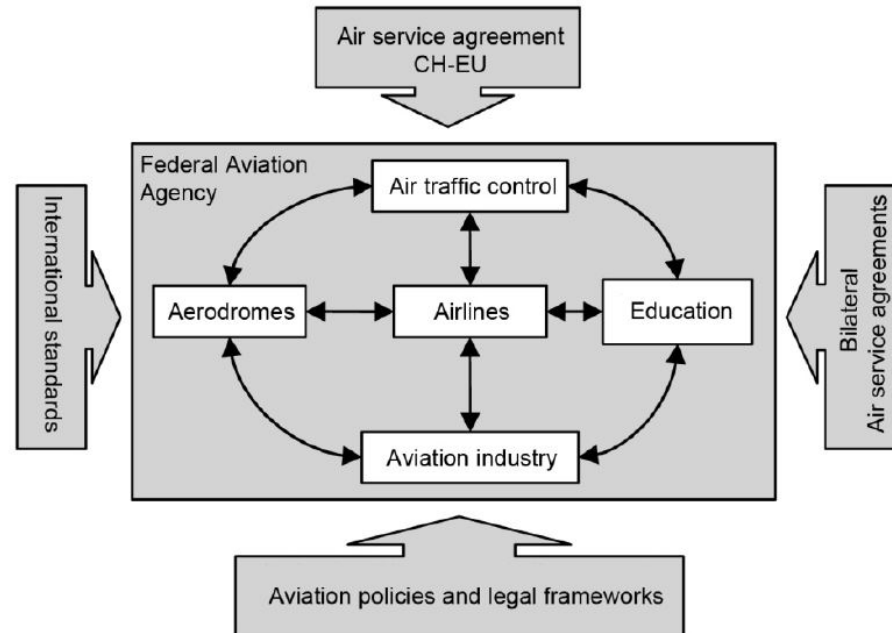 Air service agreement
CH-EU
Federal Aviation
Agency
Air traffic control
International standards
Aerodromes
Airlines
Education
Bilateral
Air service agreements
Aviation industry
Aviation policies and legal frameworks